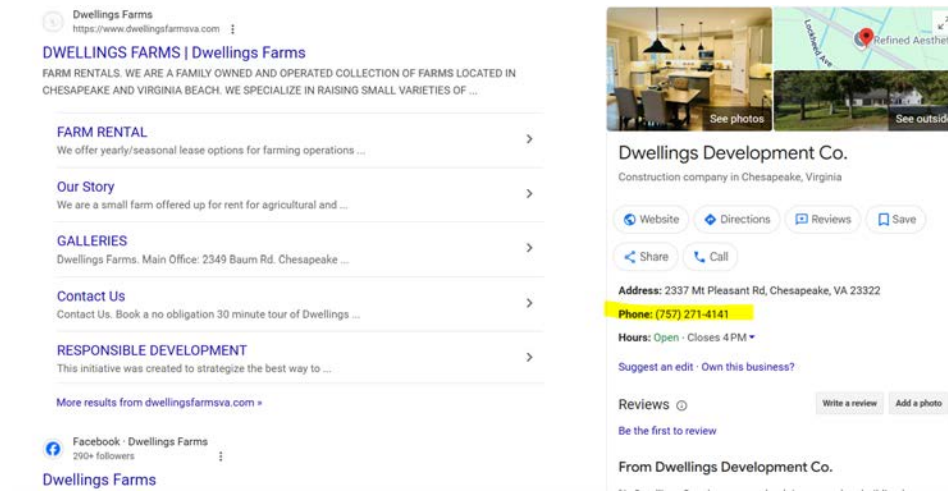 Dwellings Farms
https://www.dwellingsfarmsva.com
DWELLINGS FARMS | Dwellings Farms
FARM RENTALS. WE ARE A FAMILY OWNED AND OPERATED COLLECTION OF FARMS LOCATED IN
CHESAPEAKE AND VIRGINIA BEACH. WE SPECIALIZE IN RAISING SMALL VARIETIES OF ...
FARM RENTAL
We offer yearly/seasonal lease options for farming operations ...
Our Story
We are a small farm offered up for rent for agricultural and ...
GALLERIES
Dwellings Farms. Main Office: 2349 Baum Rd. Chesapeake ...
Contact Us
Contact Us. Book a no obligation 30 minute tour of Dwellings ...
RESPONSIBLE DEVELOPMENT
This initiative was created to strategize the best way to ...
More results from dwellingsfarmsva.com »
Facebook · Dwellings Farms
290+ followers
Dwellings Farms
Lockheed Ave
Refined Aesthet
See photos
See outside
Dwellings Development Co.
Construction company in Chesapeake, Virginia
Website
Directions
Reviews
Save
Share
Call
Address: 2337 Mt Pleasant Rd, Chesapeake, VA 23322
Phone: (757) 271-4141
Hours: Open · Closes 4 PM
Suggest an edit · Own this business?
Reviews
Write a review
Add a photo
Be the first to review
From Dwellings Development Co.